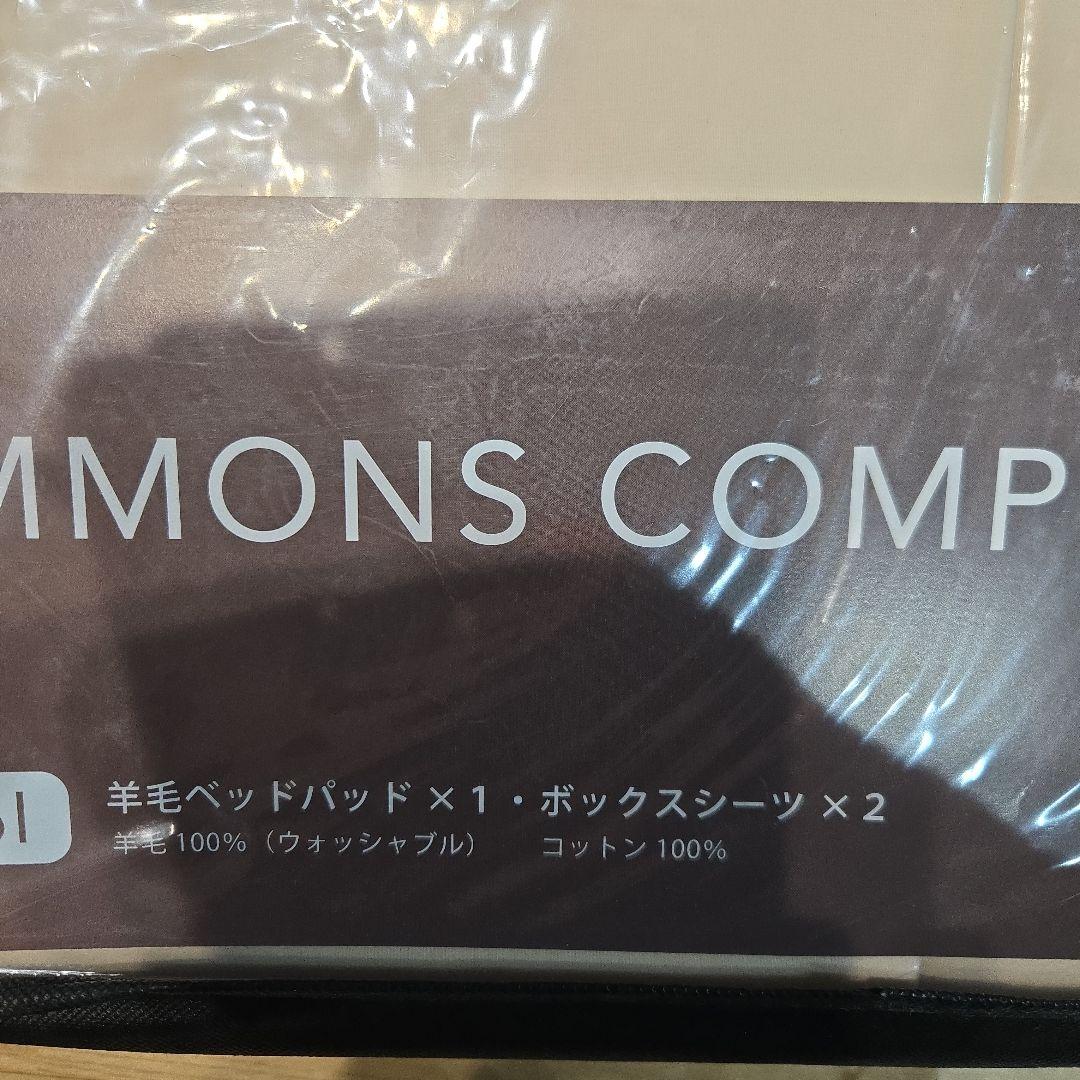 MMONS COMP
羊毛ベッドパッド × 1 ・ ボックスシーツ × 2
羊毛 100%（ウォッシャブル） コットン 100%